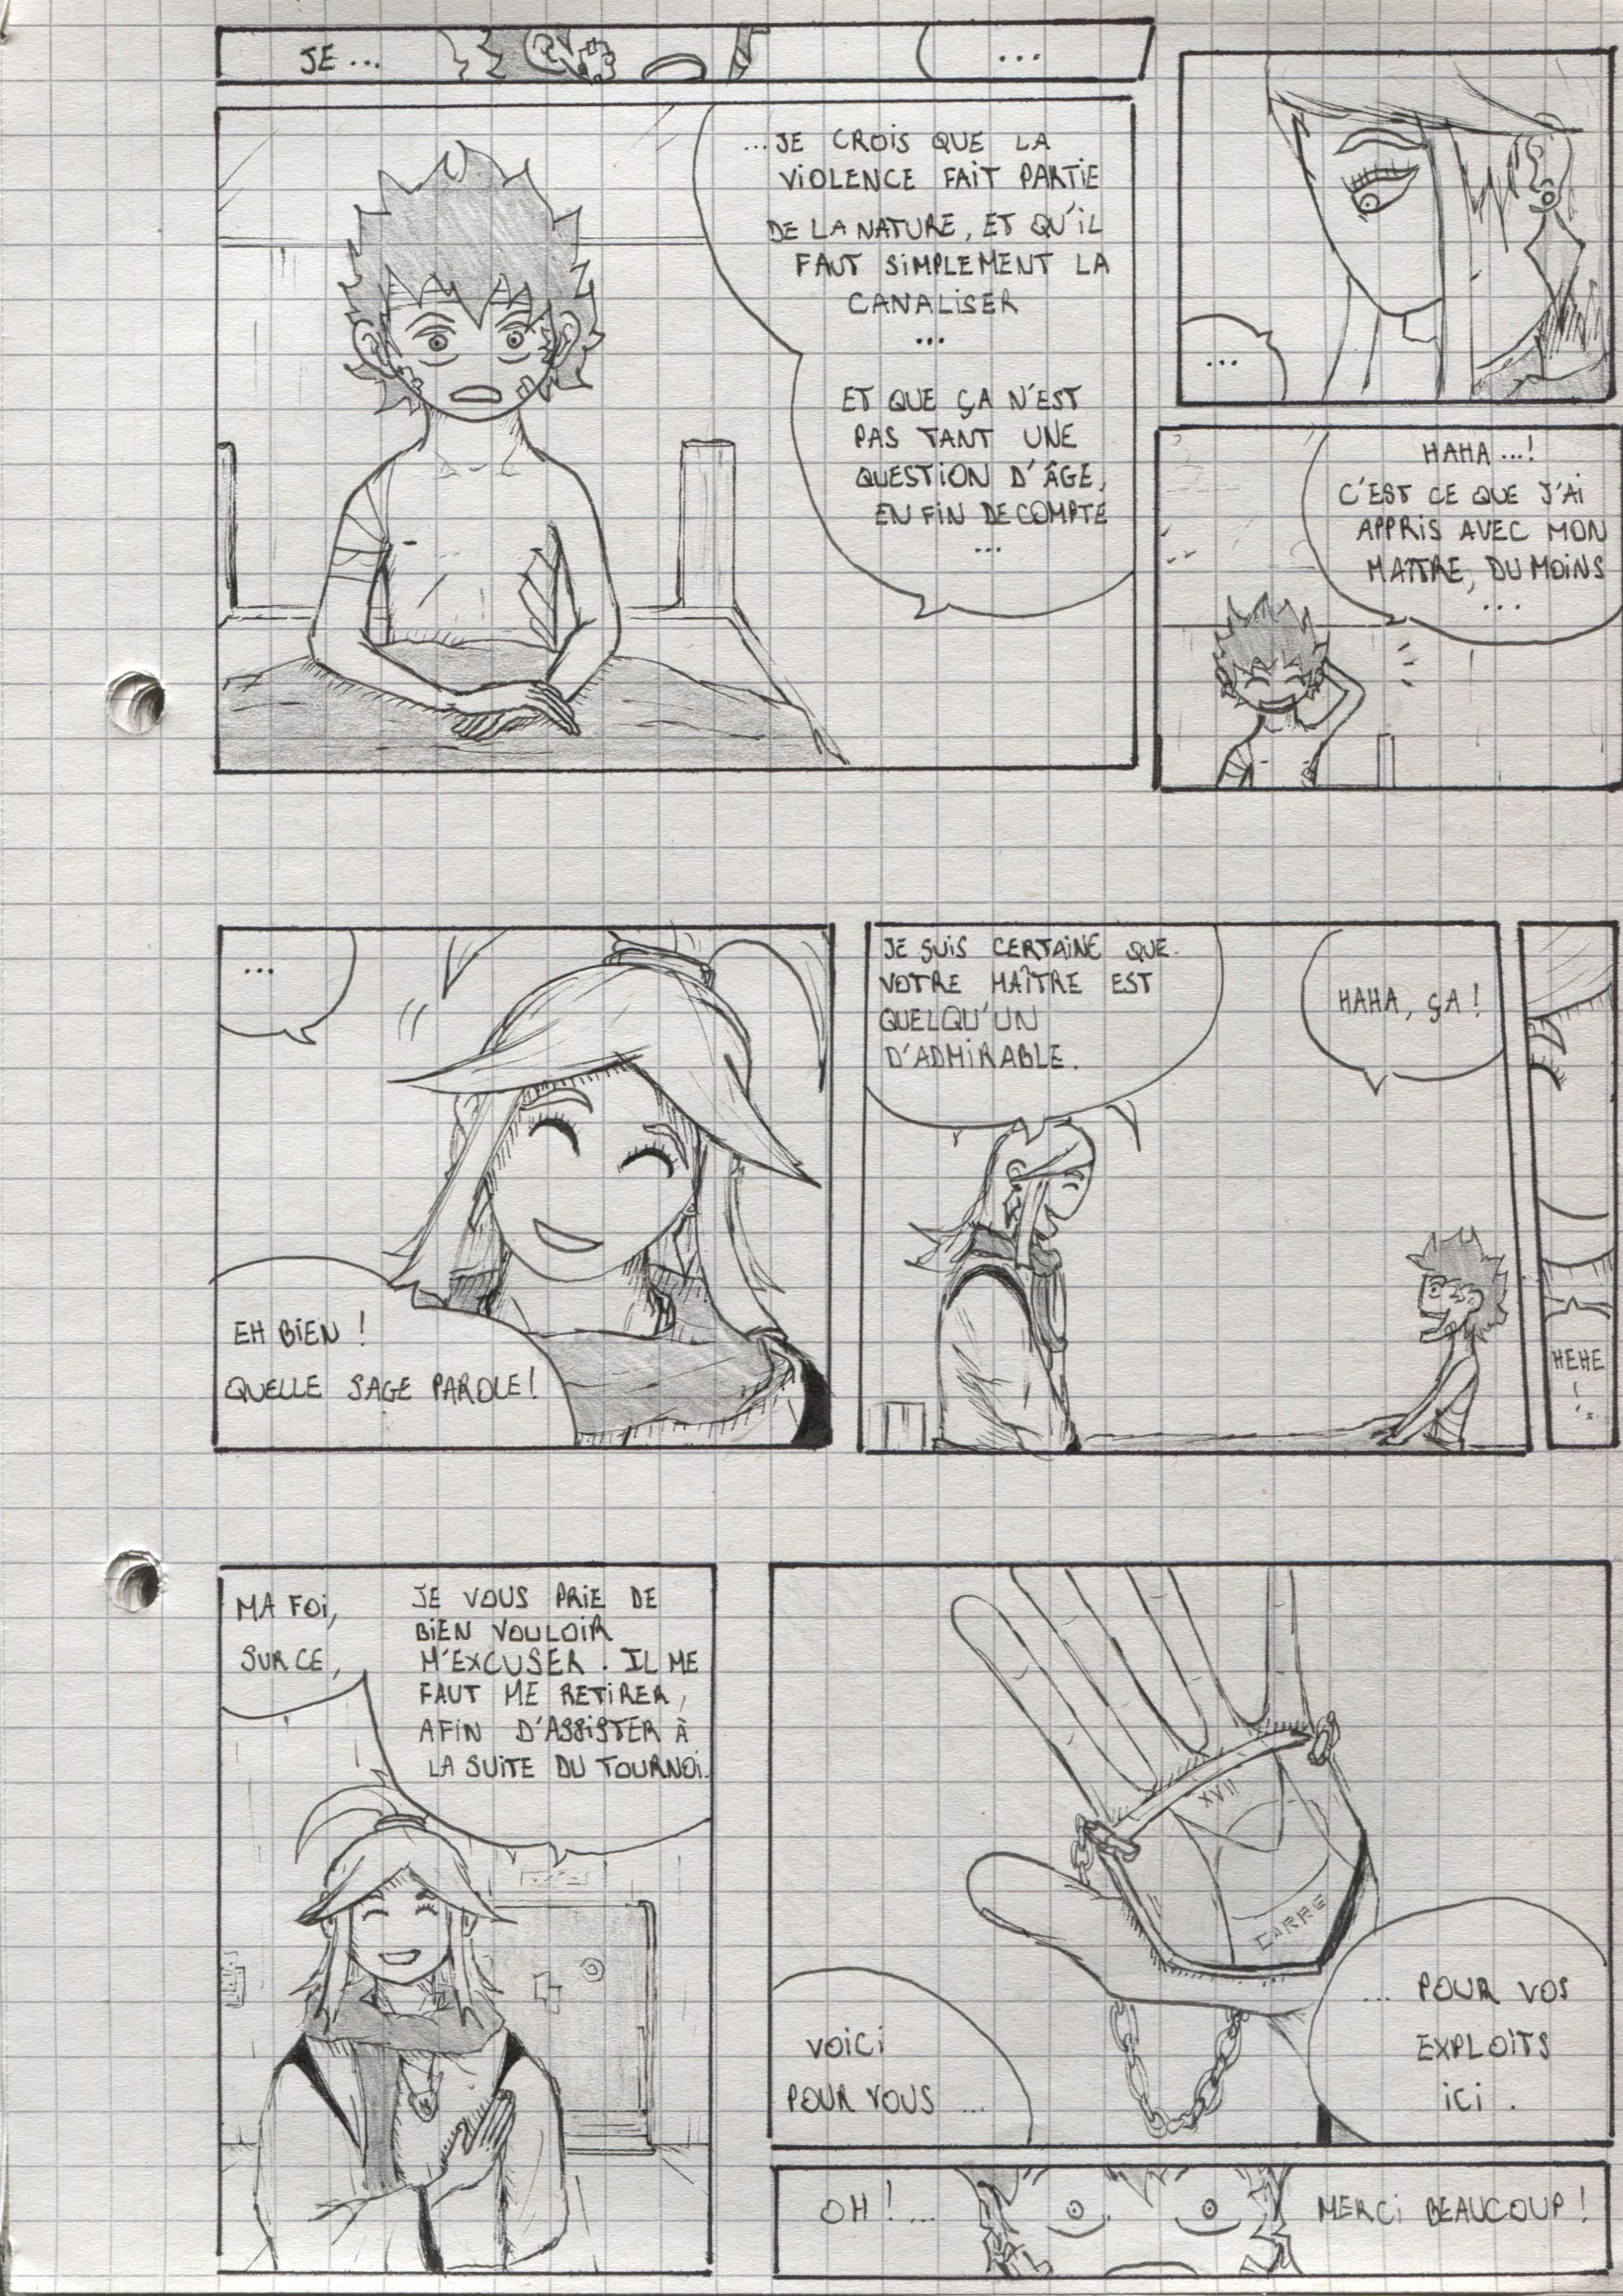 JE...
...
...JE CROIS QUE LA
VIOLENCE FAIT PARTIE
DE LA NATURE, ET QU'IL
FAUT SIMPLEMENT LA
CANALISER
...
ET QUE ÇA N'EST
PAS TANT UNE
QUESTION D'ÂGE,
EN FIN DE COMPTE
...
...
HAHA...!
C'EST CE QUE J'AI
APPRIS AVEC MON
MAÎTRE, DU MOINS
...
...
EH BIEN !
QUELLE SAGE PAROLE!
JE SUIS CERTAINE QUE
VOTRE MAÎTRE EST
QUELQU'UN
D'ADMIRABLE.
HAHA, ÇA !
HEHE
!
MA FOI,
SUR CE,
JE VOUS PRIE DE
BIEN VOULOIR
M'EXCUSER. IL ME
FAUT ME RETIRER,
AFIN D'ASSISTER À
LA SUITE DU TOURNOI.
XVII
CARRE
VOICI
POUR VOUS ...
... POUR VOS
EXPLOITS
ICI.
OH !...
MERCI BEAUCOUP !